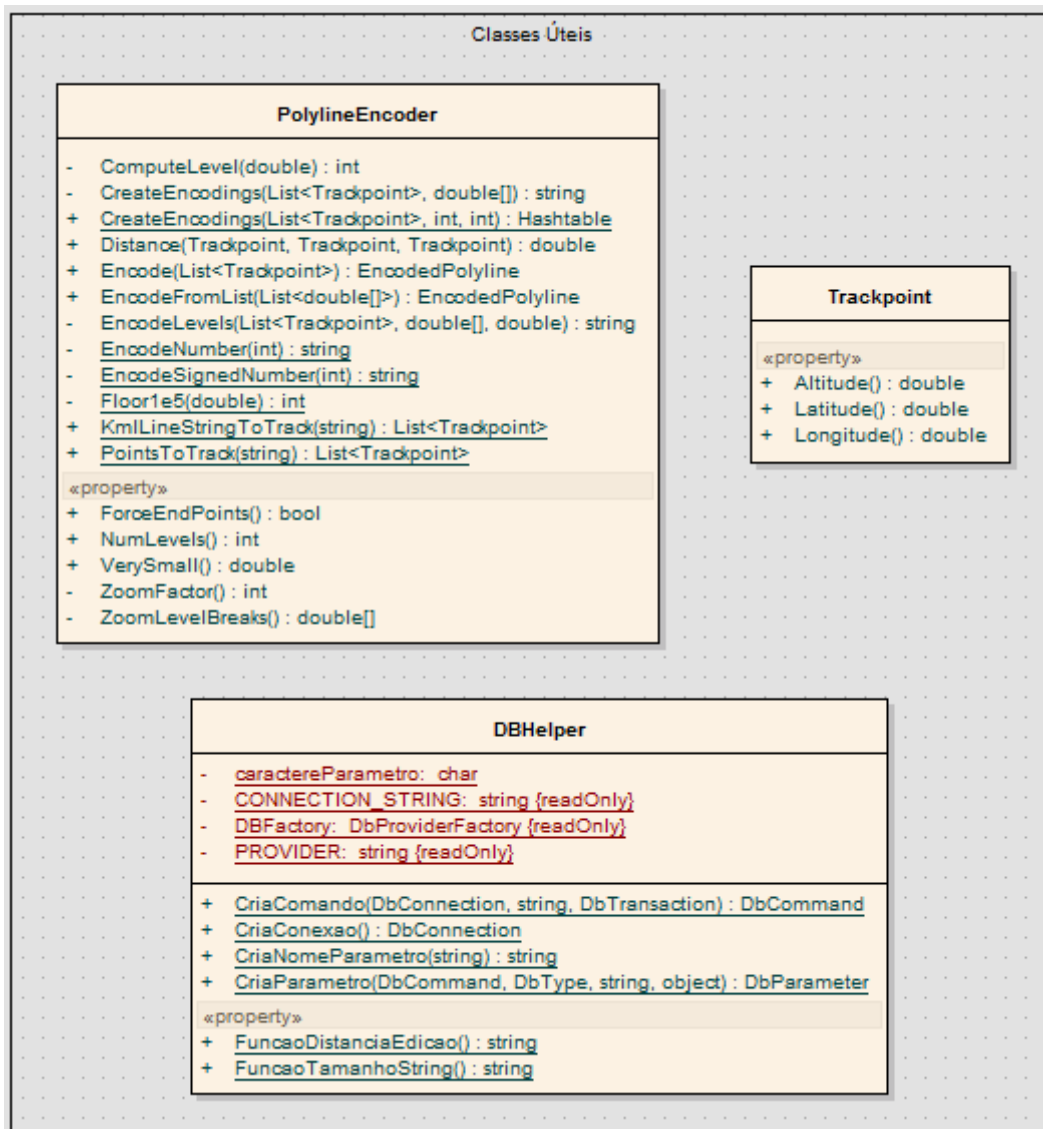 Classes Úteis
PolylineEncoder
- ComputeLevel(double) : int
- CreateEncodings(List<Trackpoint>, double[]) : string
+ CreateEncodings(List<Trackpoint>, int, int) : Hashtable
+ Distance(Trackpoint, Trackpoint, Trackpoint) : double
+ Encode(List<Trackpoint>) : EncodedPolyline
+ EncodeFromList(List<double[]>) : EncodedPolyline
- EncodeLevels(List<Trackpoint>, double[], double) : string
- EncodeNumber(int) : string
- EncodeSignedNumber(int) : string
- Floor1e5(double) : int
+ KmlLineStringToTrack(string) : List<Trackpoint>
+ PointsToTrack(string) : List<Trackpoint>
«property»
+ ForceEndPoints() : bool
+ NumLevels() : int
+ VerySmall() : double
- ZoomFactor() : int
- ZoomLevelBreaks() : double[]
Trackpoint
«property»
+ Altitude() : double
+ Latitude() : double
+ Longitude() : double
DBHelper
- caractereParametro: char
- CONNECTION_STRING: string {readOnly}
- DBFactory: DbProviderFactory {readOnly}
- PROVIDER: string {readOnly}
+ CriaComando(DbConnection, string, DbTransaction) : DbCommand
+ CriaConexao() : DbConnection
+ CriaNomeParametro(string) : string
+ CriaParametro(DbCommand, DbType, string, object) : DbParameter
«property»
+ FuncaoDistanciaEdicao() : string
+ FuncaoTamanhoString() : string